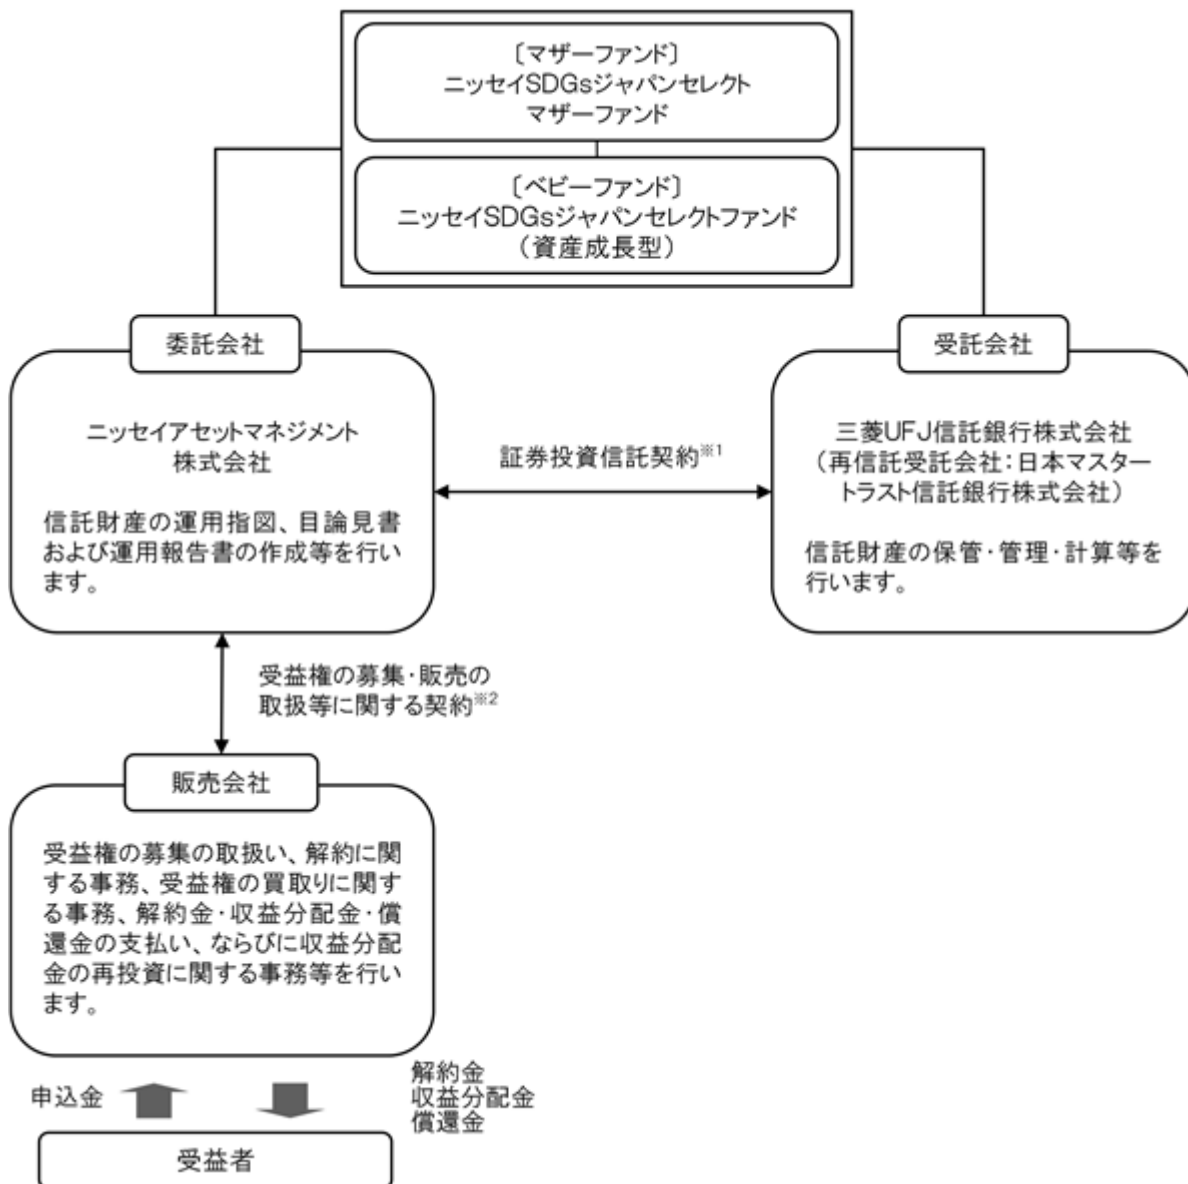 〔マザーファンド〕
ニッセイSDGsジャパンセレクト
マザーファンド
〔ベビーファンド〕
ニッセイSDGsジャパンセレクトファンド
(資産成長型)
委託会社
ニッセイアセットマネジメント
株式会社
信託財産の運用指図、目論見書
および運用報告書の作成等を行い
ます。
証券投資信託契約※1
受託会社
三菱UFJ信託銀行株式会社
(再信託受託会社:日本マスター
トラスト信託銀行株式会社)
信託財産の保管・管理・計算等を
行います。
受益権の募集・販売の
取扱等に関する契約※2
販売会社
受益権の募集の取扱い、解約に関
する事務、受益権の買取りに関す
る事務、解約金・収益分配金・償
還金の支払い、ならびに収益分配
金の再投資に関する事務等を行い
ます。
申込金
解約金
収益分配金
償還金
受益者